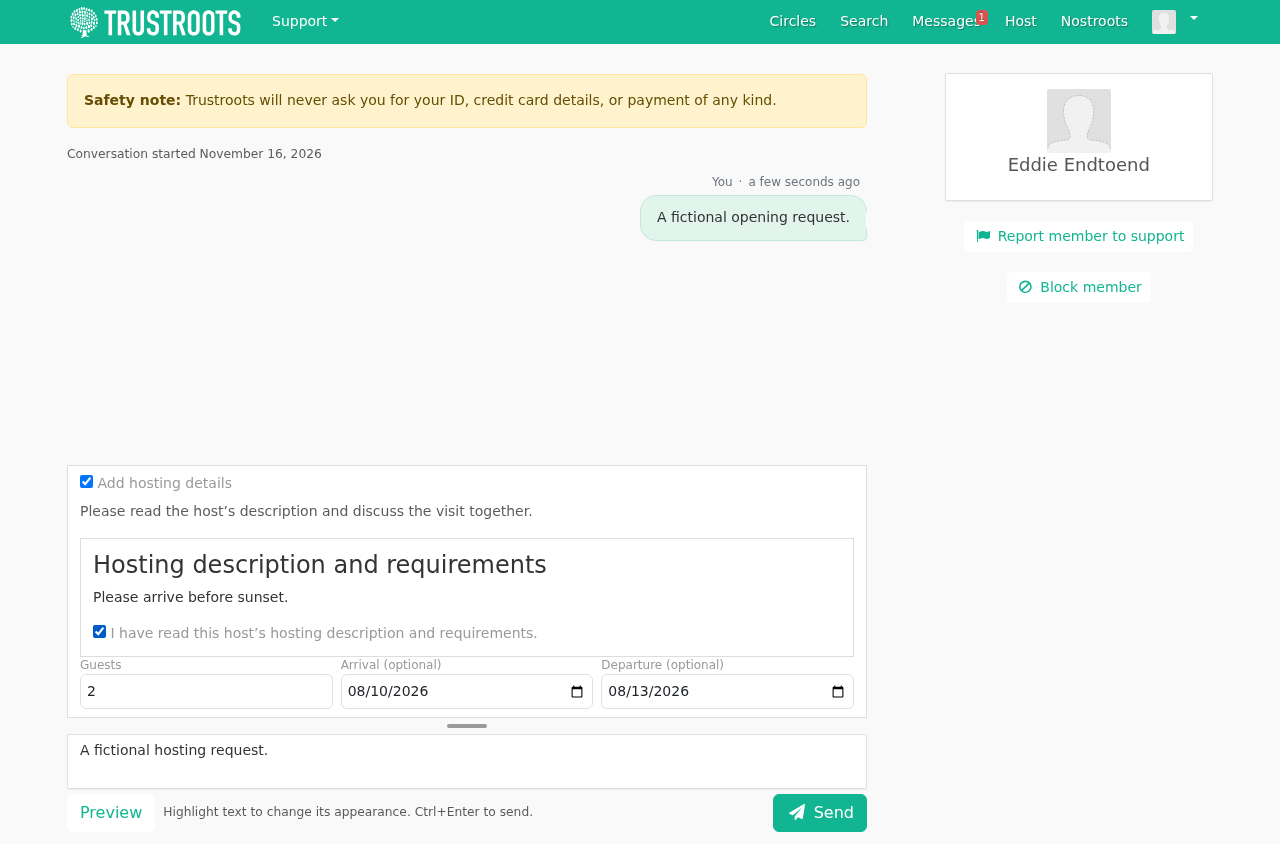 TRUSTROOTS
Support
Circles
Search
Messages
1
Host
Nostroots
Safety note: Trustroots will never ask you for your ID, credit card details, or payment of any kind.
Conversation started November 16, 2026
You · a few seconds ago
A fictional opening request.
Eddie Endtoend
Report member to support
Block member
Add hosting details
Please read the host’s description and discuss the visit together.
Hosting description and requirements
Please arrive before sunset.
I have read this host’s hosting description and requirements.
Guests
Arrival (optional)
Departure (optional)
2
08/10/2026
08/13/2026
A fictional hosting request.
Preview
Highlight text to change its appearance. Ctrl+Enter to send.
Send